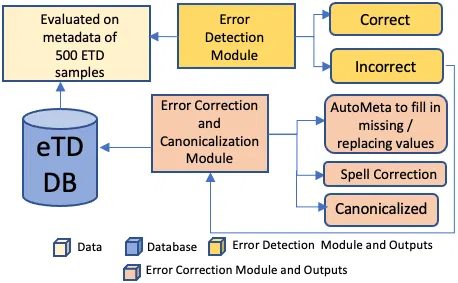 Evaluated on
metadata of
500 ETD
samples
Error
Detection
Module
Correct
Incorrect
eTD
DB
Error Correction
and
Canonicalization
Module
AutoMeta to fill in
missing /
replacing values
Spell Correction
Canonicalized
Data
Database
Error Detection Module and Outputs
Error Correction Module and Outputs